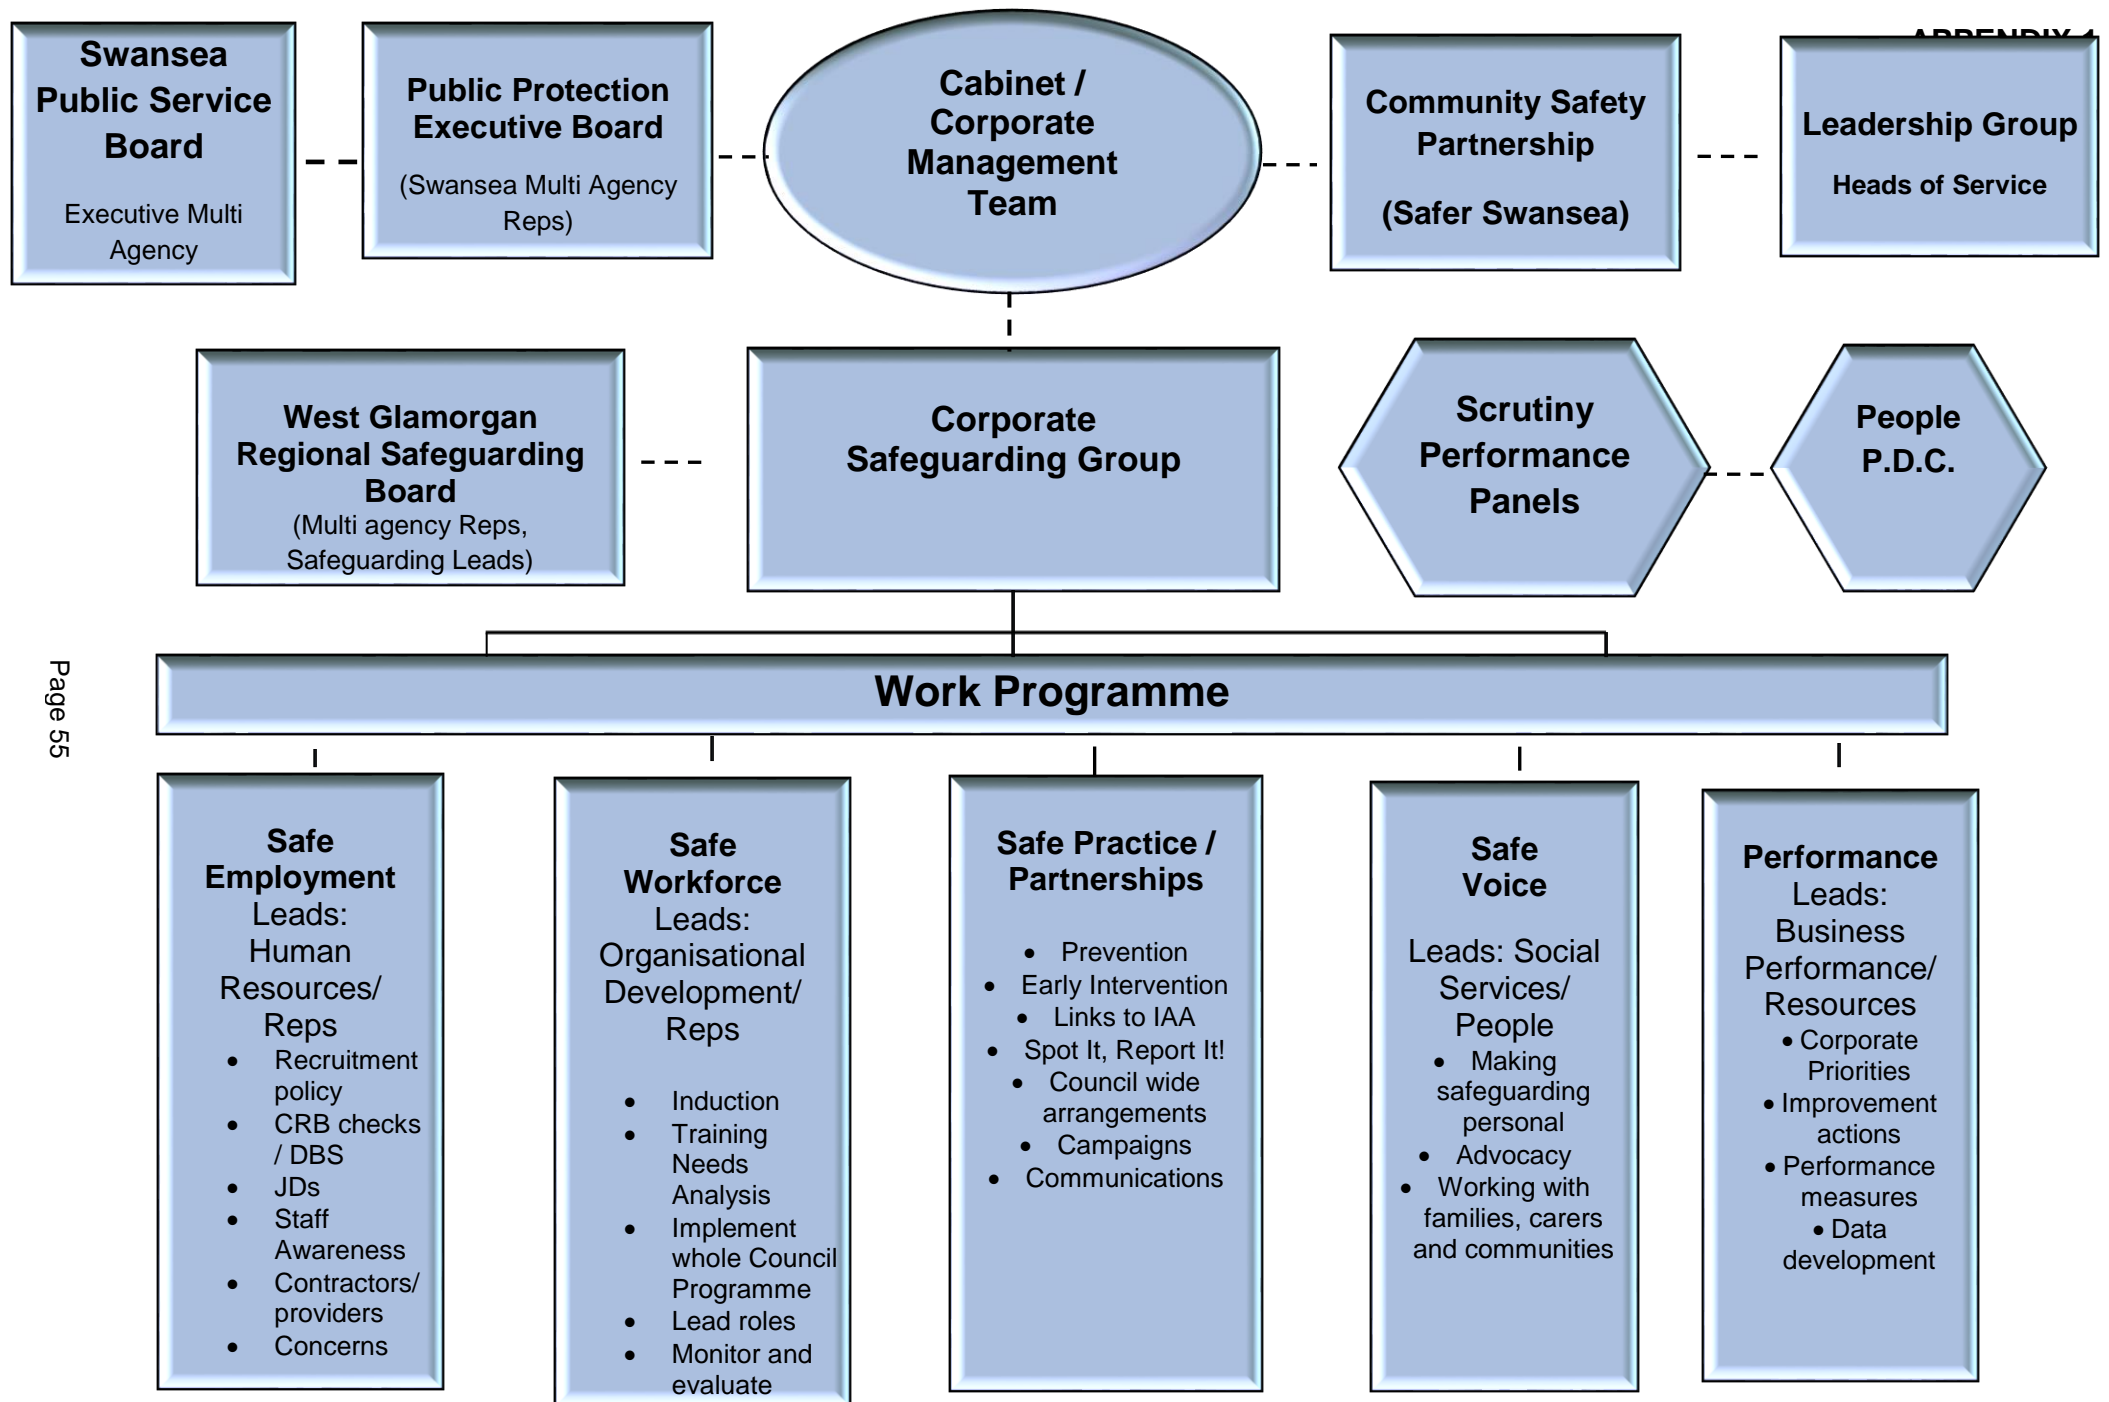 APPENDIX 1
Swansea
Public Service
Board
Executive Multi
Agency
Public Protection
Executive Board
(Swansea Multi Agency
Reps)
Cabinet /
Corporate
Management
Team
Community Safety
Partnership
(Safer Swansea)
Leadership Group
Heads of Service
West Glamorgan
Regional Safeguarding
Board
(Multi agency Reps,
Safeguarding Leads)
Corporate
Safeguarding Group
Scrutiny
Performance
Panels
People
P.D.C.
Page 55
Work Programme
Safe
Employment
Leads:
Human
Resources/
Reps
• Recruitment
policy
• CRB checks
/ DBS
• JDs
• Staff
Awareness
• Contractors/
providers
• Concerns
Safe
Workforce
Leads:
Organisational
Development/
Reps
• Induction
• Training
Needs
Analysis
• Implement
whole Council
Programme
• Lead roles
• Monitor and
evaluate
Safe Practice /
Partnerships
• Prevention
• Early Intervention
• Links to IAA
• Spot It, Report It!
• Council wide
arrangements
• Campaigns
• Communications
Safe
Voice
Leads: Social
Services/
People
• Making
safeguarding
personal
• Advocacy
• Working with
families, carers
and communities
Performance
Leads:
Business
Performance/
Resources
• Corporate
Priorities
• Improvement
actions
• Performance
measures
• Data
development